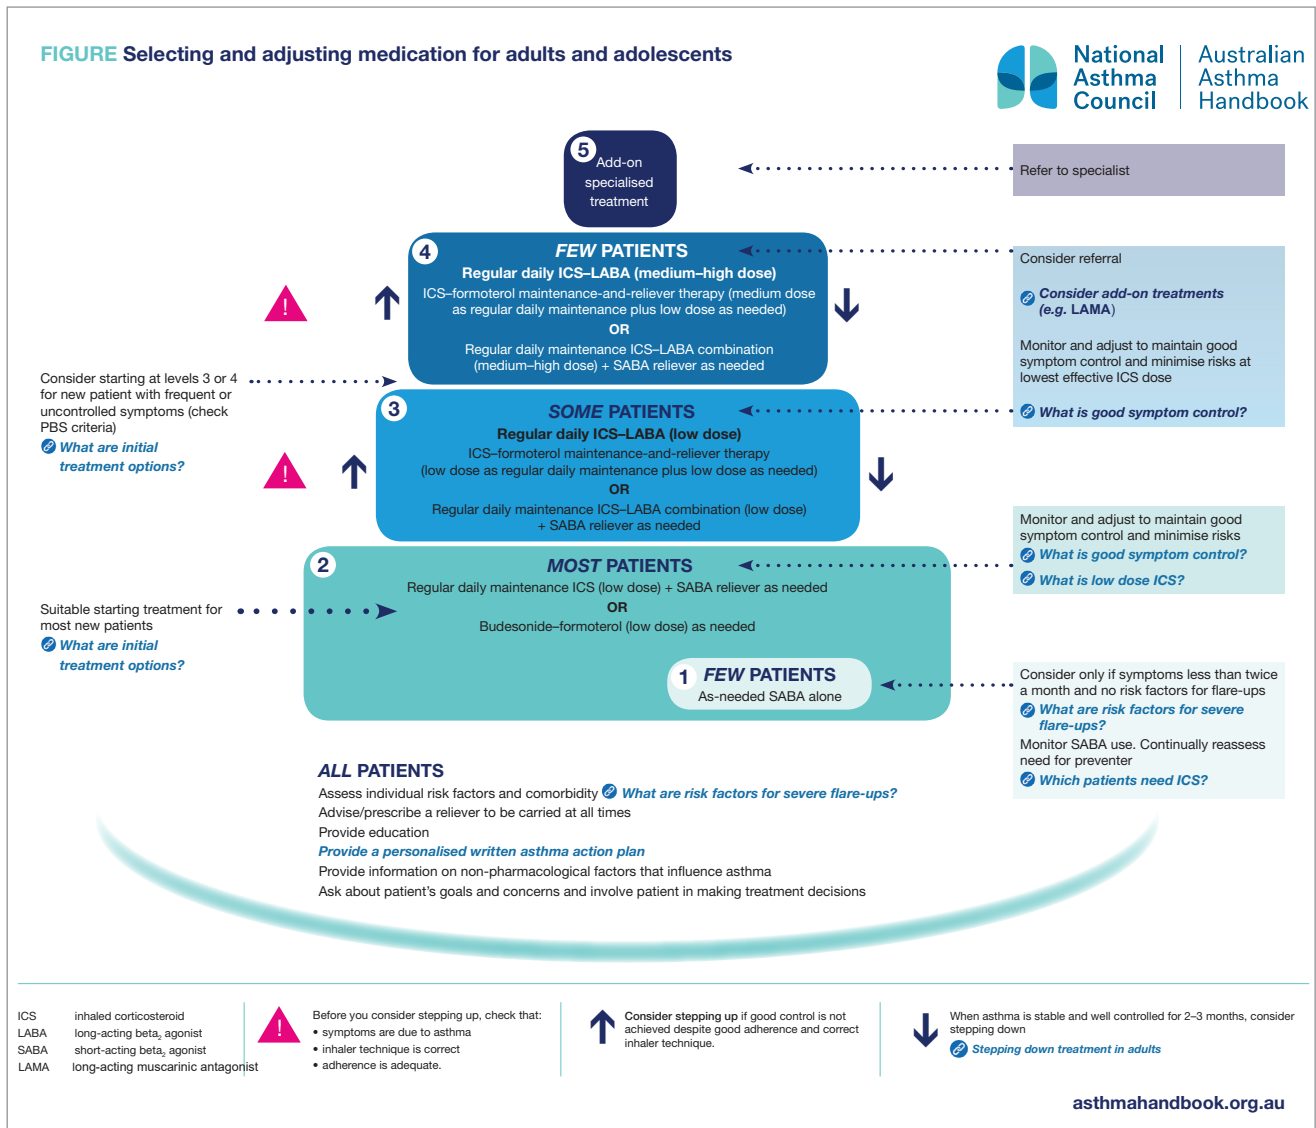 FIGURE Selecting and adjusting medication for adults and adolescents
National
Asthma
Council
Australian
Asthma
Handbook
5
Add-on
specialised
treatment
Refer to specialist
4
FEW PATIENTS
Regular daily ICS–LABA (medium–high dose)
ICS–formoterol maintenance-and-reliever therapy (medium dose
as regular daily maintenance plus low dose as needed)
OR
Regular daily maintenance ICS–LABA combination
(medium–high dose) + SABA reliever as needed
!
Consider referral
Consider add-on treatments
(e.g. LAMA)
Monitor and adjust to maintain good
symptom control and minimise risks at
lowest effective ICS dose
What is good symptom control?
Consider starting at levels 3 or 4
for new patient with frequent or
uncontrolled symptoms (check
PBS criteria)
What are initial
treatment options?
3
SOME PATIENTS
Regular daily ICS–LABA (low dose)
ICS–formoterol maintenance-and-reliever therapy
(low dose as regular daily maintenance plus low dose as needed)
OR
Regular daily maintenance ICS–LABA combination (low dose)
+ SABA reliever as needed
!
Monitor and adjust to maintain good
symptom control and minimise risks
What is good symptom control?
What is low dose ICS?
2
MOST PATIENTS
Regular daily maintenance ICS (low dose) + SABA reliever as needed
OR
Budesonide–formoterol (low dose) as needed
Suitable starting treatment for
most new patients
What are initial
treatment options?
1
FEW PATIENTS
As-needed SABA alone
Consider only if symptoms less than twice
a month and no risk factors for flare-ups
What are risk factors for severe
flare-ups?
Monitor SABA use. Continually reassess
need for preventer
Which patients need ICS?
ALL PATIENTS
Assess individual risk factors and comorbidity What are risk factors for severe flare-ups?
Advise/prescribe a reliever to be carried at all times
Provide education
Provide a personalised written asthma action plan
Provide information on non-pharmacological factors that influence asthma
Ask about patient's goals and concerns and involve patient in making treatment decisions
ICS inhaled corticosteroid
LABA long-acting beta₂ agonist
SABA short-acting beta₂ agonist
LAMA long-acting muscarinic antagonist
!
Before you consider stepping up, check that:
• symptoms are due to asthma
• inhaler technique is correct
• adherence is adequate.
Consider stepping up if good control is not
achieved despite good adherence and correct
inhaler technique.
When asthma is stable and well controlled for 2–3 months, consider
stepping down
Stepping down treatment in adults
asthmahandbook.org.au